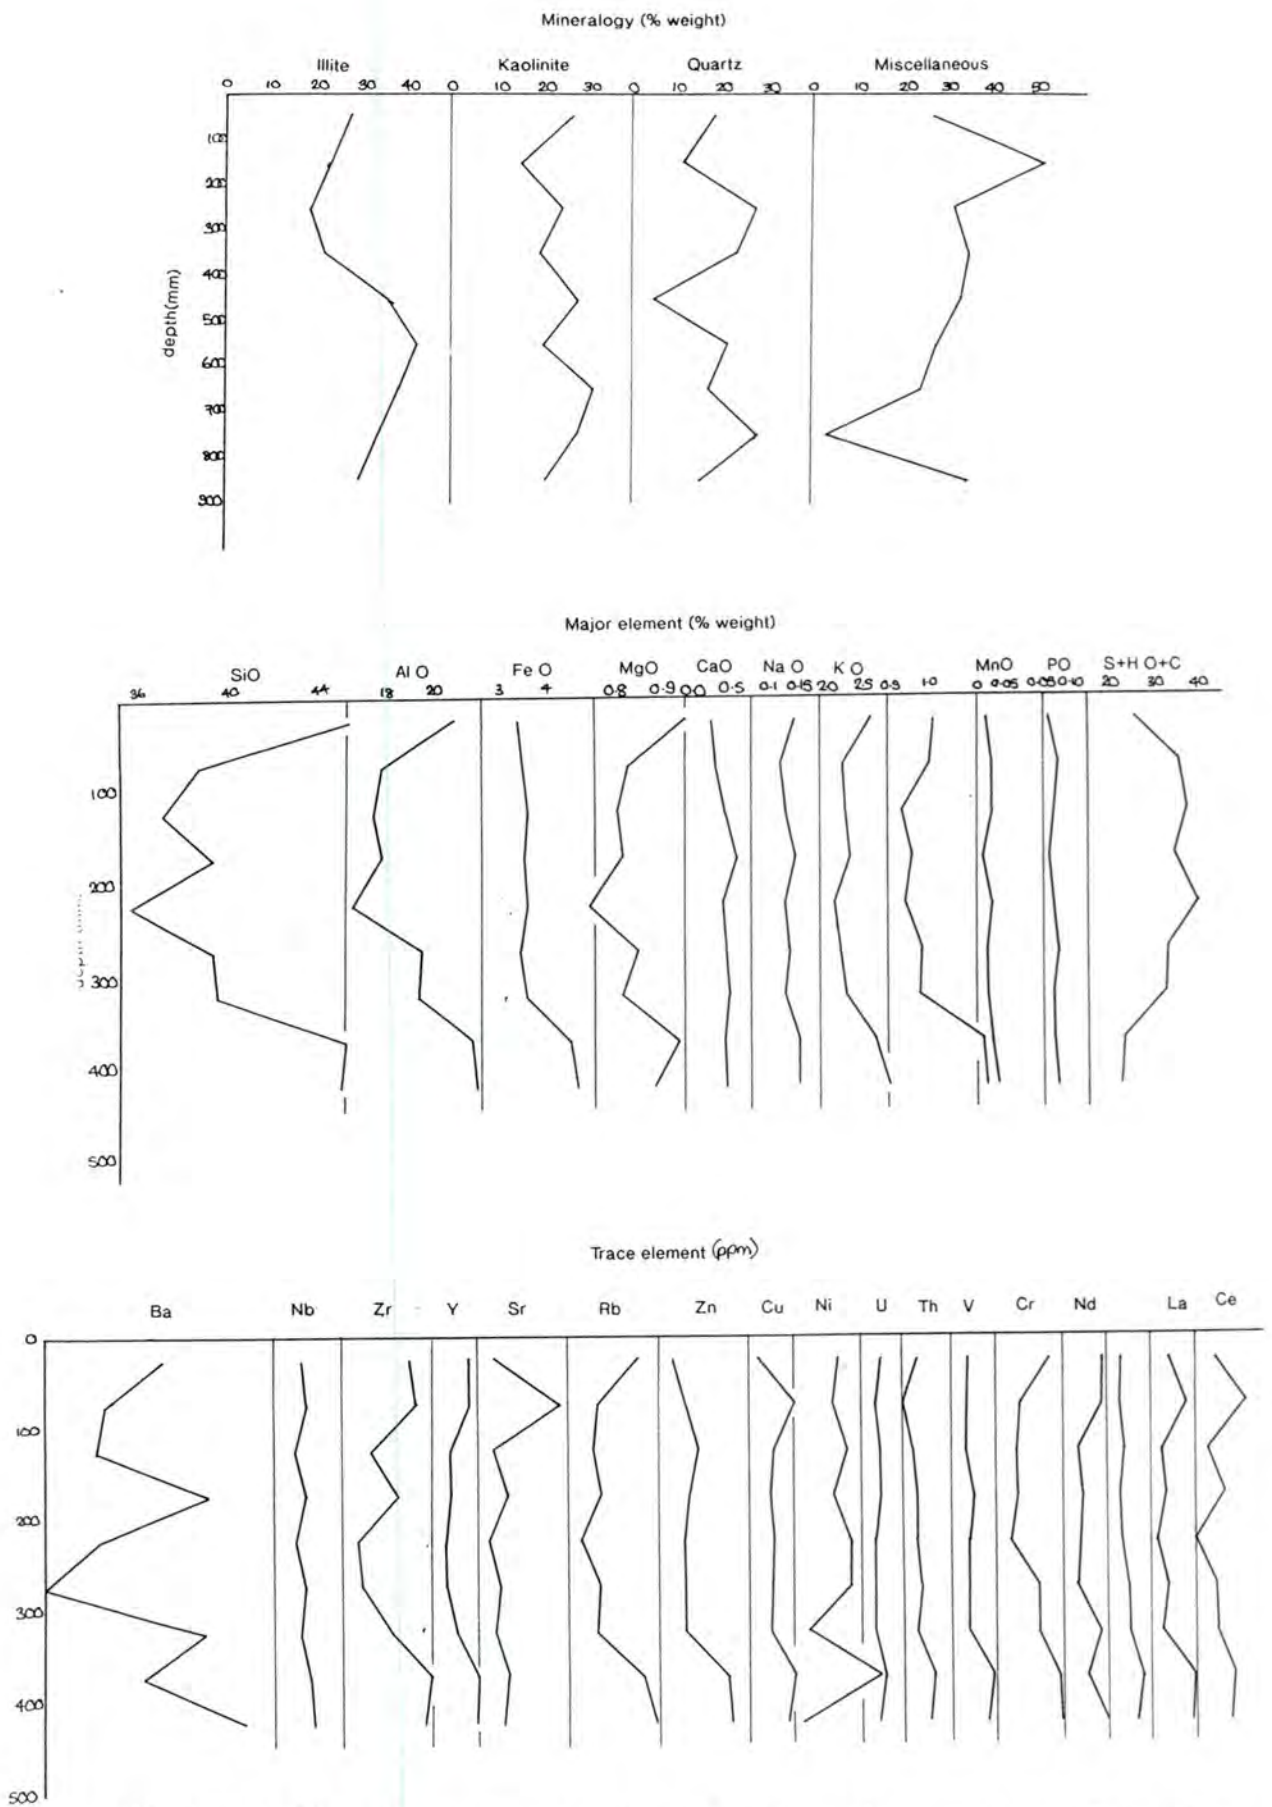 Mineralogy (% weight)
Illite Kaolinite Quartz Miscellaneous
0 10 20 30 40 0 10 20 30 0 10 20 30 0 10 20 30 40 50
100
200
300
400
500
600
700
800
900
depth(mm)
Major element (% weight)
SiO Al O Fe O MgO CaO Na O K O MnO PO S+H O+C
36 40 44 18 20 3 4 0.8 0.9 0.0 0.5 0.1 0.15 20 2.5 0.9 1.0 0 0.05 0.05 0.10 20 30 40
100
200
300
400
500
Trace element (ppm)
Ba Nb Zr Y Sr Rb Zn Cu Ni U Th V Cr Nd La Ce
0
100
200
300
400
500